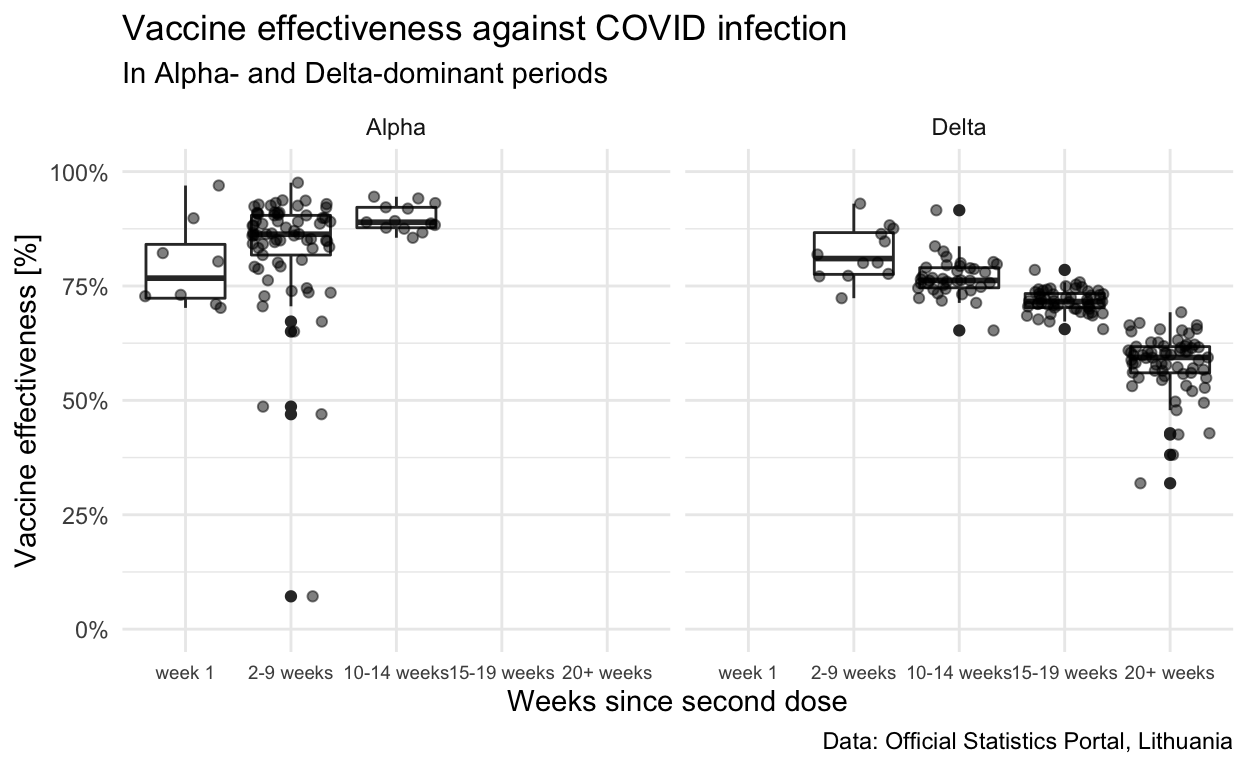 Vaccine effectiveness against COVID infection
In Alpha- and Delta-dominant periods
Alpha
Delta
Vaccine effectiveness [%]
100%
75%
50%
25%
0%
week 1 2-9 weeks 10-14 weeks 15-19 weeks 20+ weeks
week 1 2-9 weeks 10-14 weeks 15-19 weeks 20+ weeks
Weeks since second dose
Data: Official Statistics Portal, Lithuania